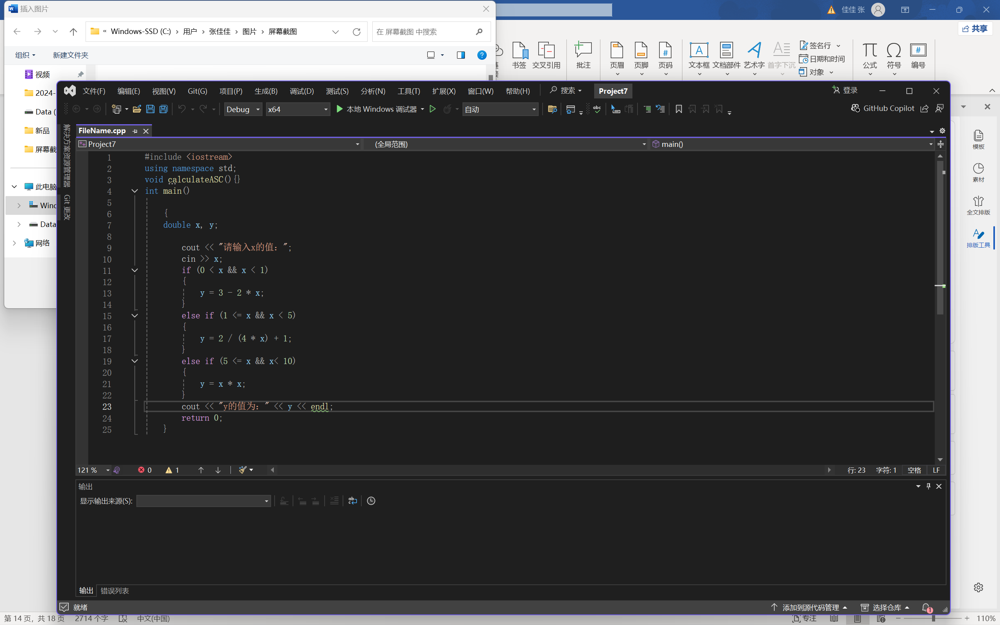 插入图片
佳佳 张
« Windows-SSD (C:) › 用户 › 张佳佳 › 图片 › 屏幕截图
在 屏幕截图 中搜索
共享
组织
新建文件夹
书签
交叉引用
批注
页眉
页脚
页码
文本框
文档部件
艺术字
首字下沉
签名行
日期和时间
对象
公式
符号
编号
视频
2024-
Data (
新品
屏幕截
此电脑
Wind
Data
网络
文件(F) 编辑(E) 视图(V) Git(G) 项目(P) 生成(B) 调试(D) 测试(S) 分析(N) 工具(T) 扩展(X) 窗口(W) 帮助(H) 搜索 Project7 登录
Debug x64 本地 Windows 调试器 自动 GitHub Copilot
解决方案资源管理器
Git 更改
FileName.cpp
Project7 (全局范围) main()
1 #include <iostream>
2 using namespace std;
3 void calculateASC(){}
4 int main()
5
6 {
7 double x, y;
8
9 cout << "请输入x的值：";
10 cin >> x;
11 if (0 < x && x < 1)
12 {
13 y = 3 - 2 * x;
14 }
15 else if (1 <= x && x < 5)
16 {
17 y = 2 / (4 * x) + 1;
18 }
19 else if (5 <= x && x< 10)
20 {
21 y = x * x;
22 }
23 cout << "y的值为：" << y << endl;
24 return 0;
25 }
121 % 0 1 行: 23 字符: 1 空格 LF
输出
显示输出来源(S):
输出 错误列表
就绪 添加到源代码管理 选择仓库 1
模板
素材
全文排版
排版工具
第 14 页，共 18 页 2714 个字 中文(中国) 专注 110%